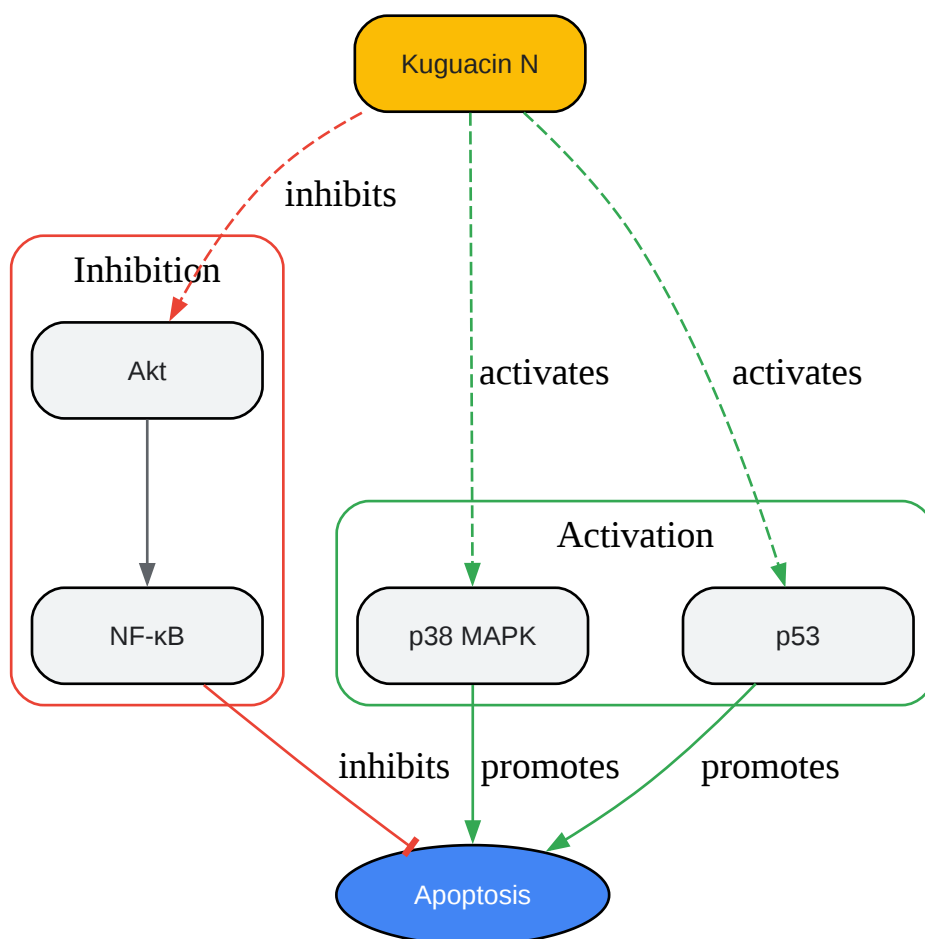 Kuguacin N
inhibits
Inhibition
Akt
activates
activates
Activation
NF-κB
p38 MAPK
p53
inhibits
promotes
promotes
Apoptosis